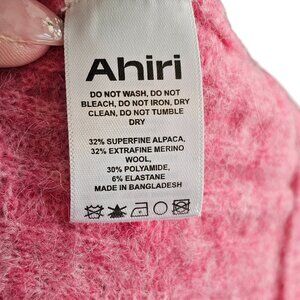 Ahiri
DO NOT WASH, DO NOT
BLEACH, DO NOT IRON, DRY
CLEAN, DO NOT TUMBLE
DRY
32% SUPERFINE ALPACA,
32% EXTRAFINE MERINO
WOOL,
30% POLYAMIDE,
6% ELASTANE
MADE IN BANGLADESH